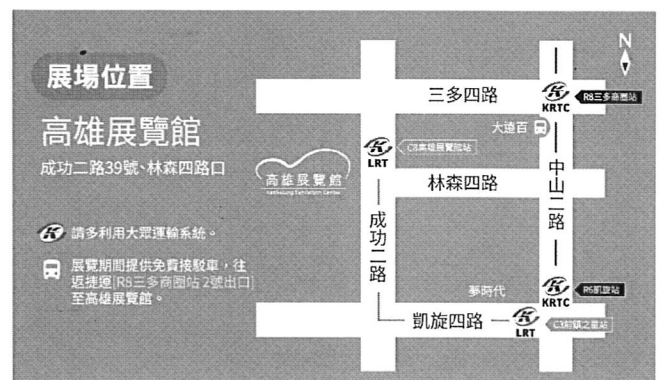 展場位置
高雄展覽館
成功二路39號、林森四路口
請多利用大眾運輸系統。
展覽期間提供免費接駁車，往
返捷運[R8三多商圈站 2號出口]
至高雄展覽館。
高雄展覽館
Kaohsiung Exhibition Center
N
三多四路
KRTC
R8三多商圈站
大遠百
LRT
C8高雄展覽館站
林森四路
中山二路
成功二路
夢時代
KRTC
R6凱旋站
凱旋四路
LRT
C3前鎮之星站